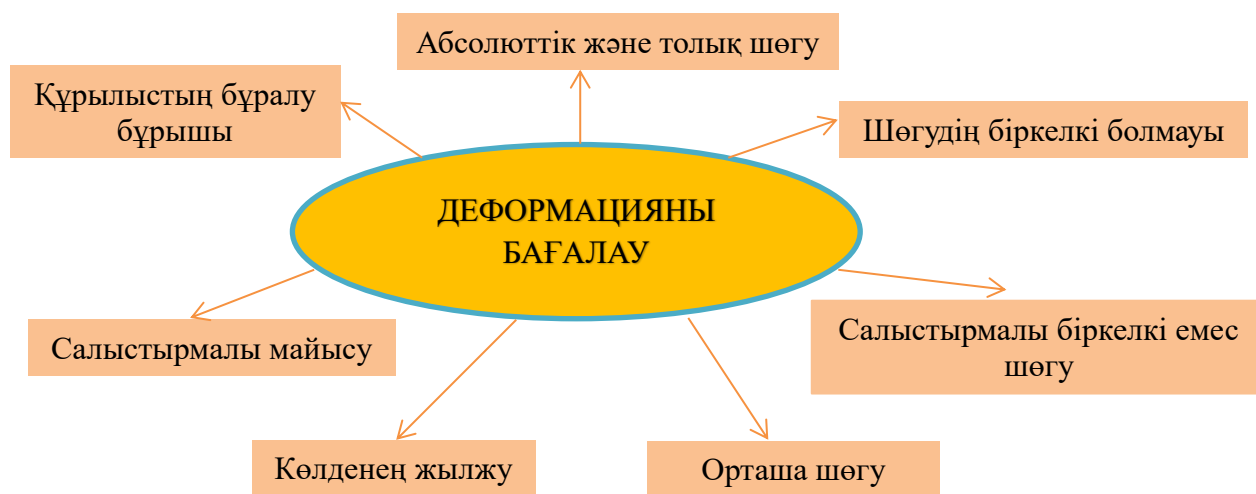 Абсолюттік және толық шөгу
Құрылыстың бұралу
бұрышы
Шөгудің біркелкі болмауы
ДЕФОРМАЦИЯНЫ
БАҒАЛАУ
Салыстырмалы майысу
Салыстырмалы біркелкі емес
шөгу
Көлденең жылжу
Орташа шөгу